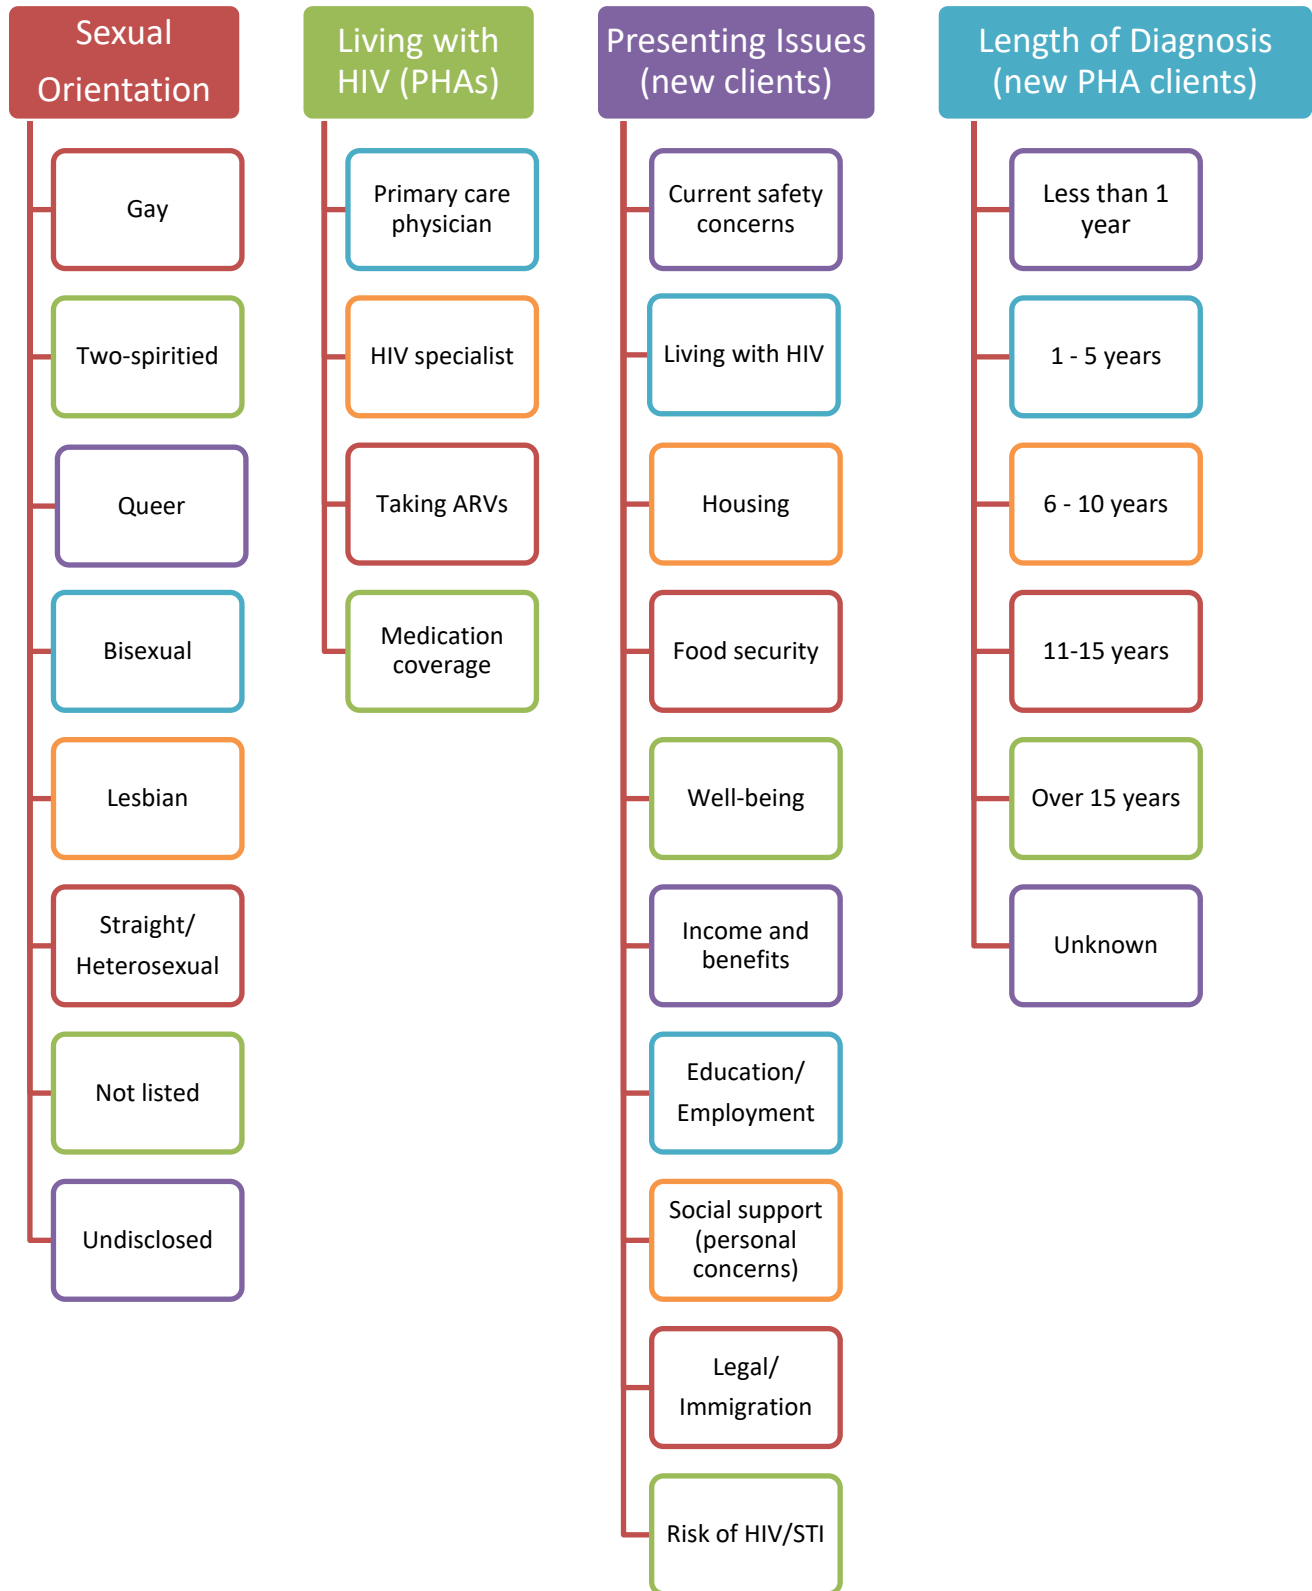 Sexual
Orientation
Gay
Two-spiritied
Queer
Bisexual
Lesbian
Straight/
Heterosexual
Not listed
Undisclosed
Living with
HIV (PHAs)
Primary care
physician
HIV specialist
Taking ARVs
Medication
coverage
Presenting Issues
(new clients)
Current safety
concerns
Living with HIV
Housing
Food security
Well-being
Income and
benefits
Education/
Employment
Social support
(personal
concerns)
Legal/
Immigration
Risk of HIV/STI
Length of Diagnosis
(new PHA clients)
Less than 1
year
1 - 5 years
6 - 10 years
11-15 years
Over 15 years
Unknown